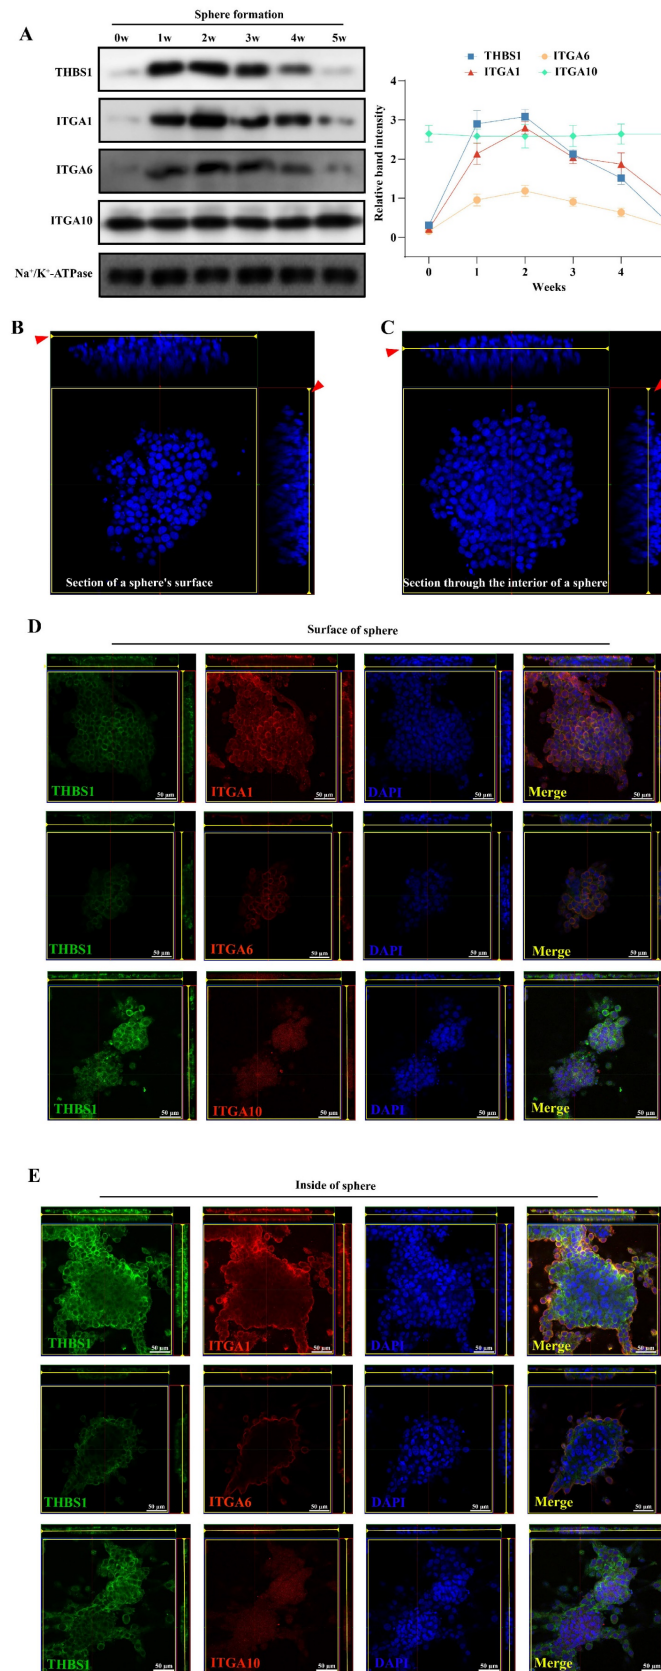 A
Sphere formation
0w 1w 2w 3w 4w 5w
THBS1
ITGA1
ITGA6
ITGA10
Na⁺/K⁺-ATPase
THBS1 ITGA6
ITGA1 ITGA10
Relative band intensity
4
3
2
1
0
0 1 2 3 4
Weeks
B
Section of a sphere's surface
C
Section through the interior of a sphere
D
Surface of sphere
THBS1 50 μm ITGA1 50 μm DAPI 50 μm Merge 50 μm
THBS1 50 μm ITGA6 50 μm DAPI 50 μm Merge 50 μm
THBS1 50 μm ITGA10 50 μm DAPI 50 μm Merge 50 μm
E
Inside of sphere
THBS1 50 μm ITGA1 50 μm DAPI 50 μm Merge 50 μm
THBS1 50 μm ITGA6 50 μm DAPI 50 μm Merge 50 μm
THBS1 50 μm ITGA10 50 μm DAPI 50 μm Merge 50 μm